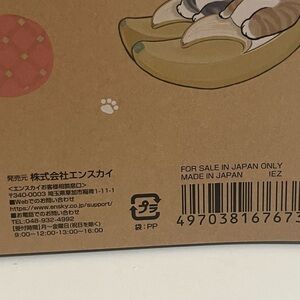 発売元 株式会社エンスカイ
<エンスカイお客様相談窓口>
〒340-0003 埼玉県草加市稲荷1-11-1
■Webでのお問い合わせ
https://www.ensky.co.jp/support/
■お電話でのお問い合わせ
TEL:048-932-4992
[受付時間]月~金曜日(祝日を除く)
9:00~12:00・13:00~16:00
プラ
袋:PP
FOR SALE IN JAPAN ONLY
MADE IN JAPAN IEZ
497038167673